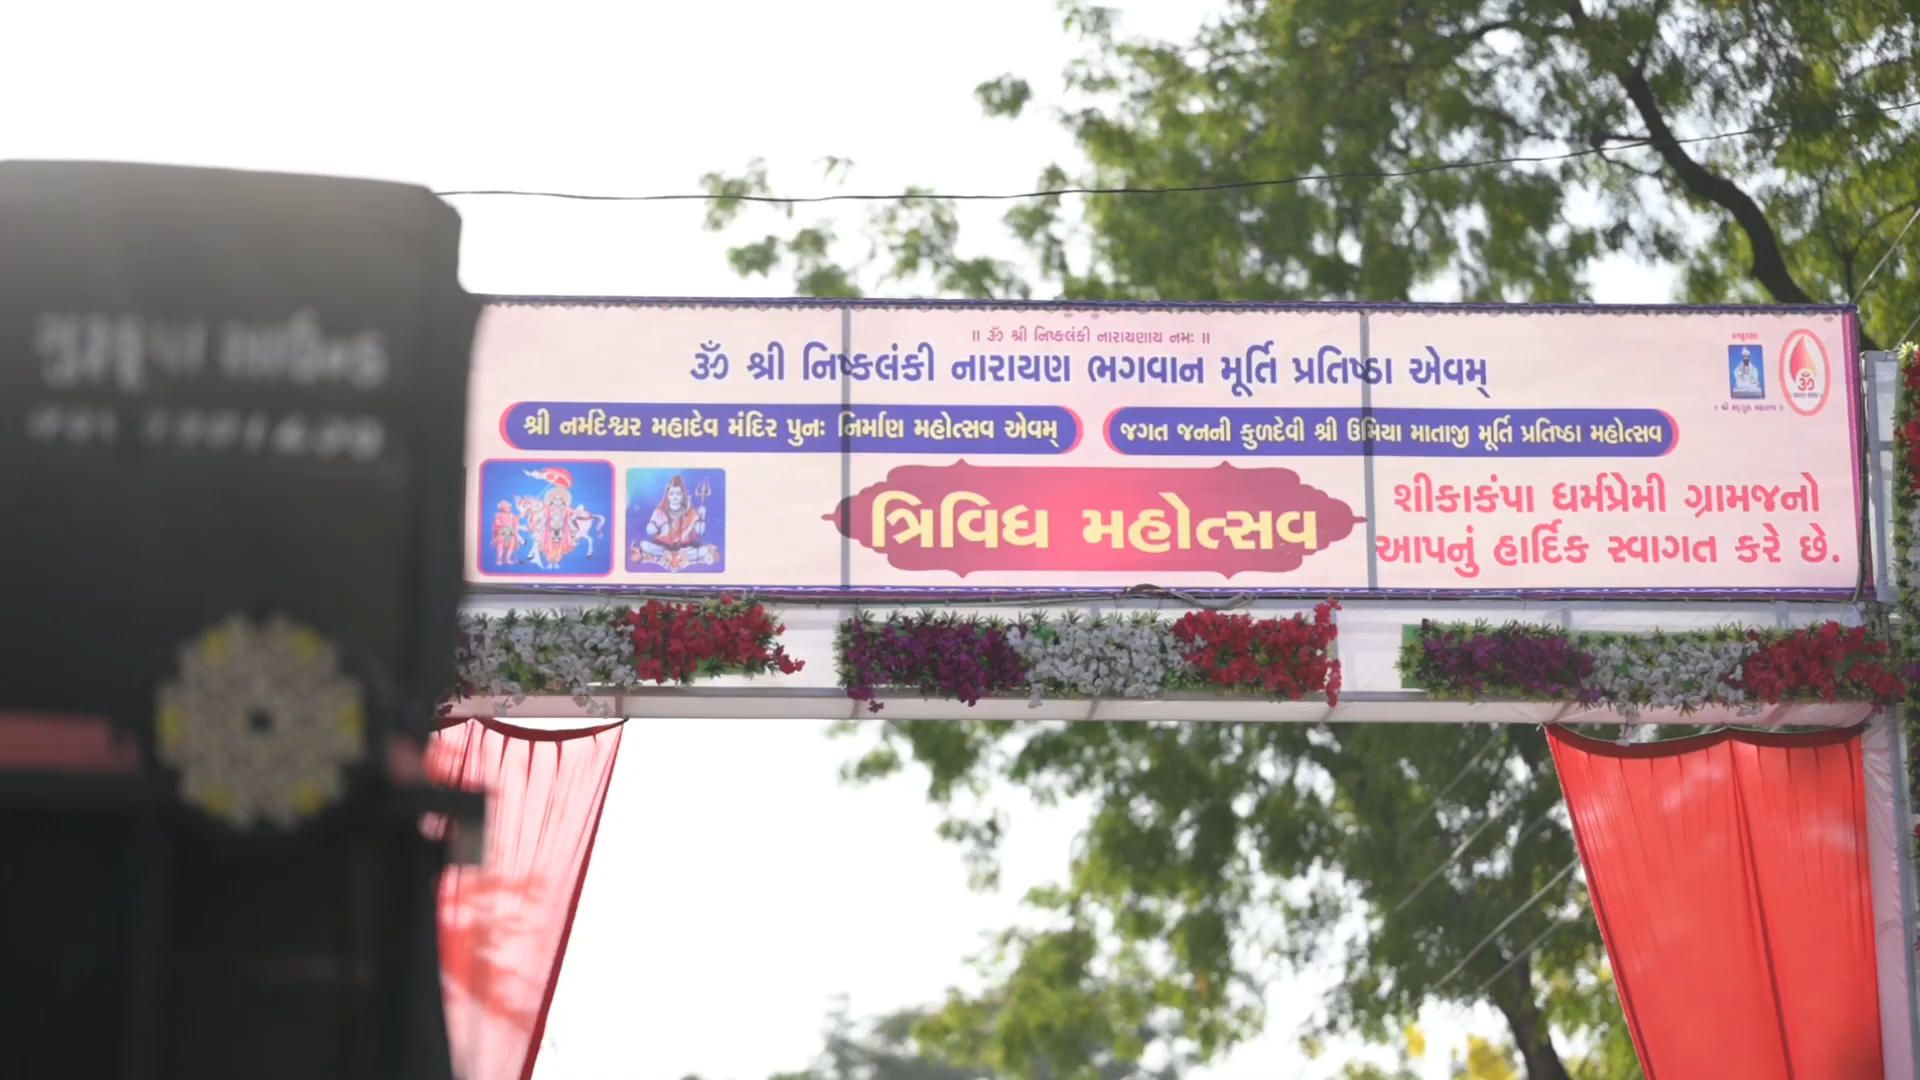 ॥ ૐ શ્રી નિષ્કલંકી નારાયણાય નમઃ ॥
ૐ શ્રી નિષ્કલંકી નારાયણ ભગવાન મૂર્તિ પ્રતિષ્ઠા એવમ્
શ્રી નર્મદેશ્વર મહાદેવ મંદિર પુનઃ નિર્માણ મહોત્સવ એવમ્
જગત જનની કુળદેવી શ્રી ઉમિયા માતાજી મૂર્તિ પ્રતિષ્ઠા મહોત્સવ
ત્રિવિધ મહોત્સવ
શીકાકંપા ધર્મપ્રેમી ગ્રામજનો
આપનું હાર્દિક સ્વાગત કરે છે.
ૐ